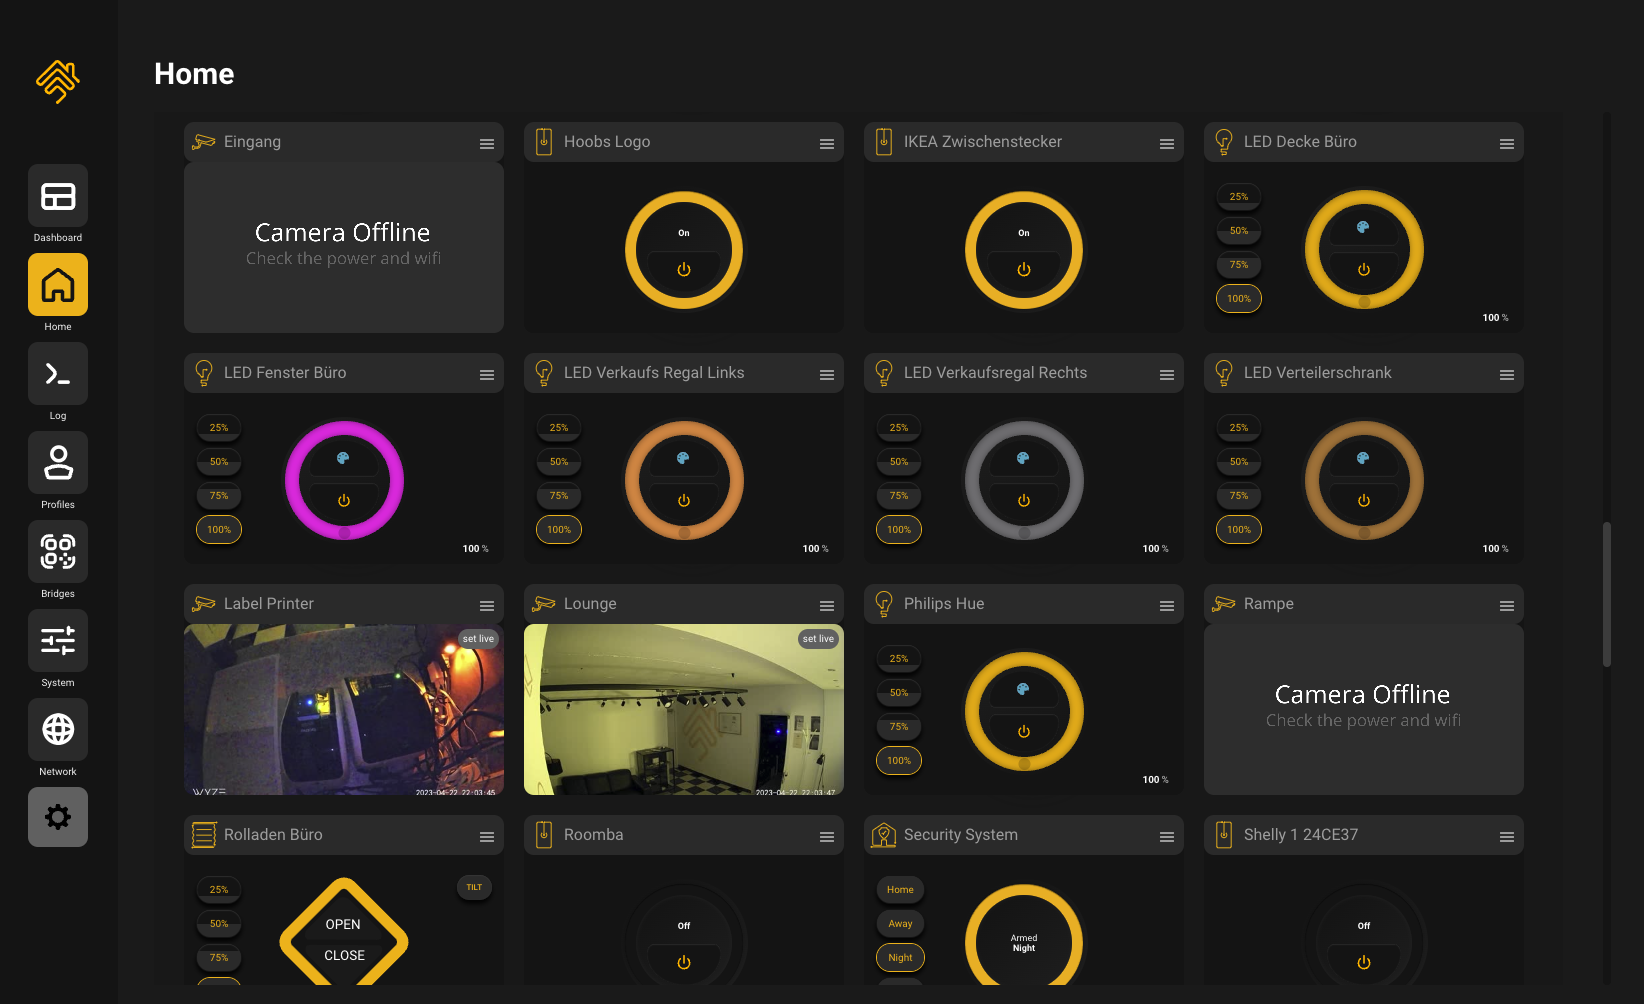 Home
Dashboard
Home
Log
Profiles
Bridges
System
Network
Eingang
Camera Offline
Check the power and wifi
Hoobs Logo
On
IKEA Zwischenstecker
On
LED Decke Büro
25%
50%
75%
100%
100 %
LED Fenster Büro
25%
50%
75%
100%
100 %
LED Verkaufs Regal Links
25%
50%
75%
100%
100 %
LED Verkaufsregal Rechts
25%
50%
75%
100%
100 %
LED Verteilerschrank
25%
50%
75%
100%
100 %
Label Printer
set live
WYZE
2023-04-22 22:03:45
Lounge
set live
2023-04-22 22:03:47
Philips Hue
25%
50%
75%
100%
100 %
Rampe
Camera Offline
Check the power and wifi
Rolladen Büro
25%
50%
75%
TILT
OPEN
CLOSE
Roomba
Off
Security System
Home
Away
Night
Armed
Night
Shelly 1 24CE37
Off